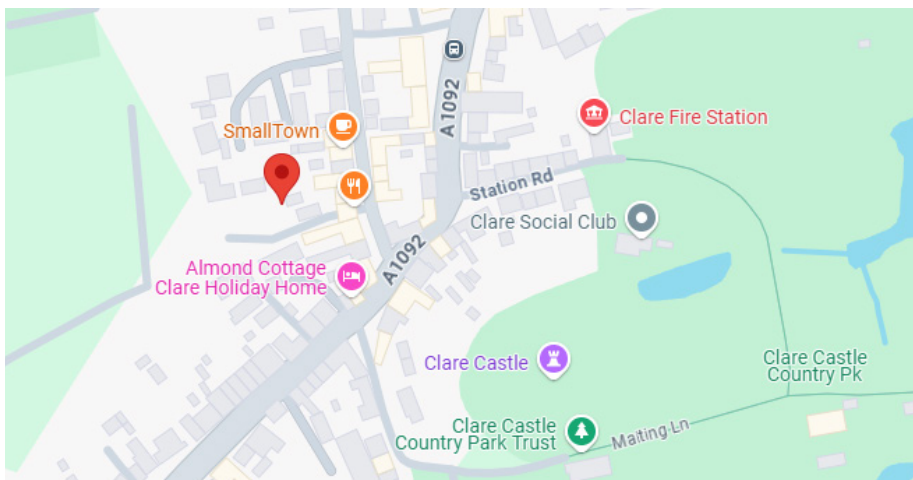 A1092
Clare Fire Station
SmallTown
Station Rd
Clare Social Club
A1092
Almond Cottage
Clare Holiday Home
Clare Castle
Clare Castle
Country Pk
Clare Castle
Country Park Trust
Malting Ln